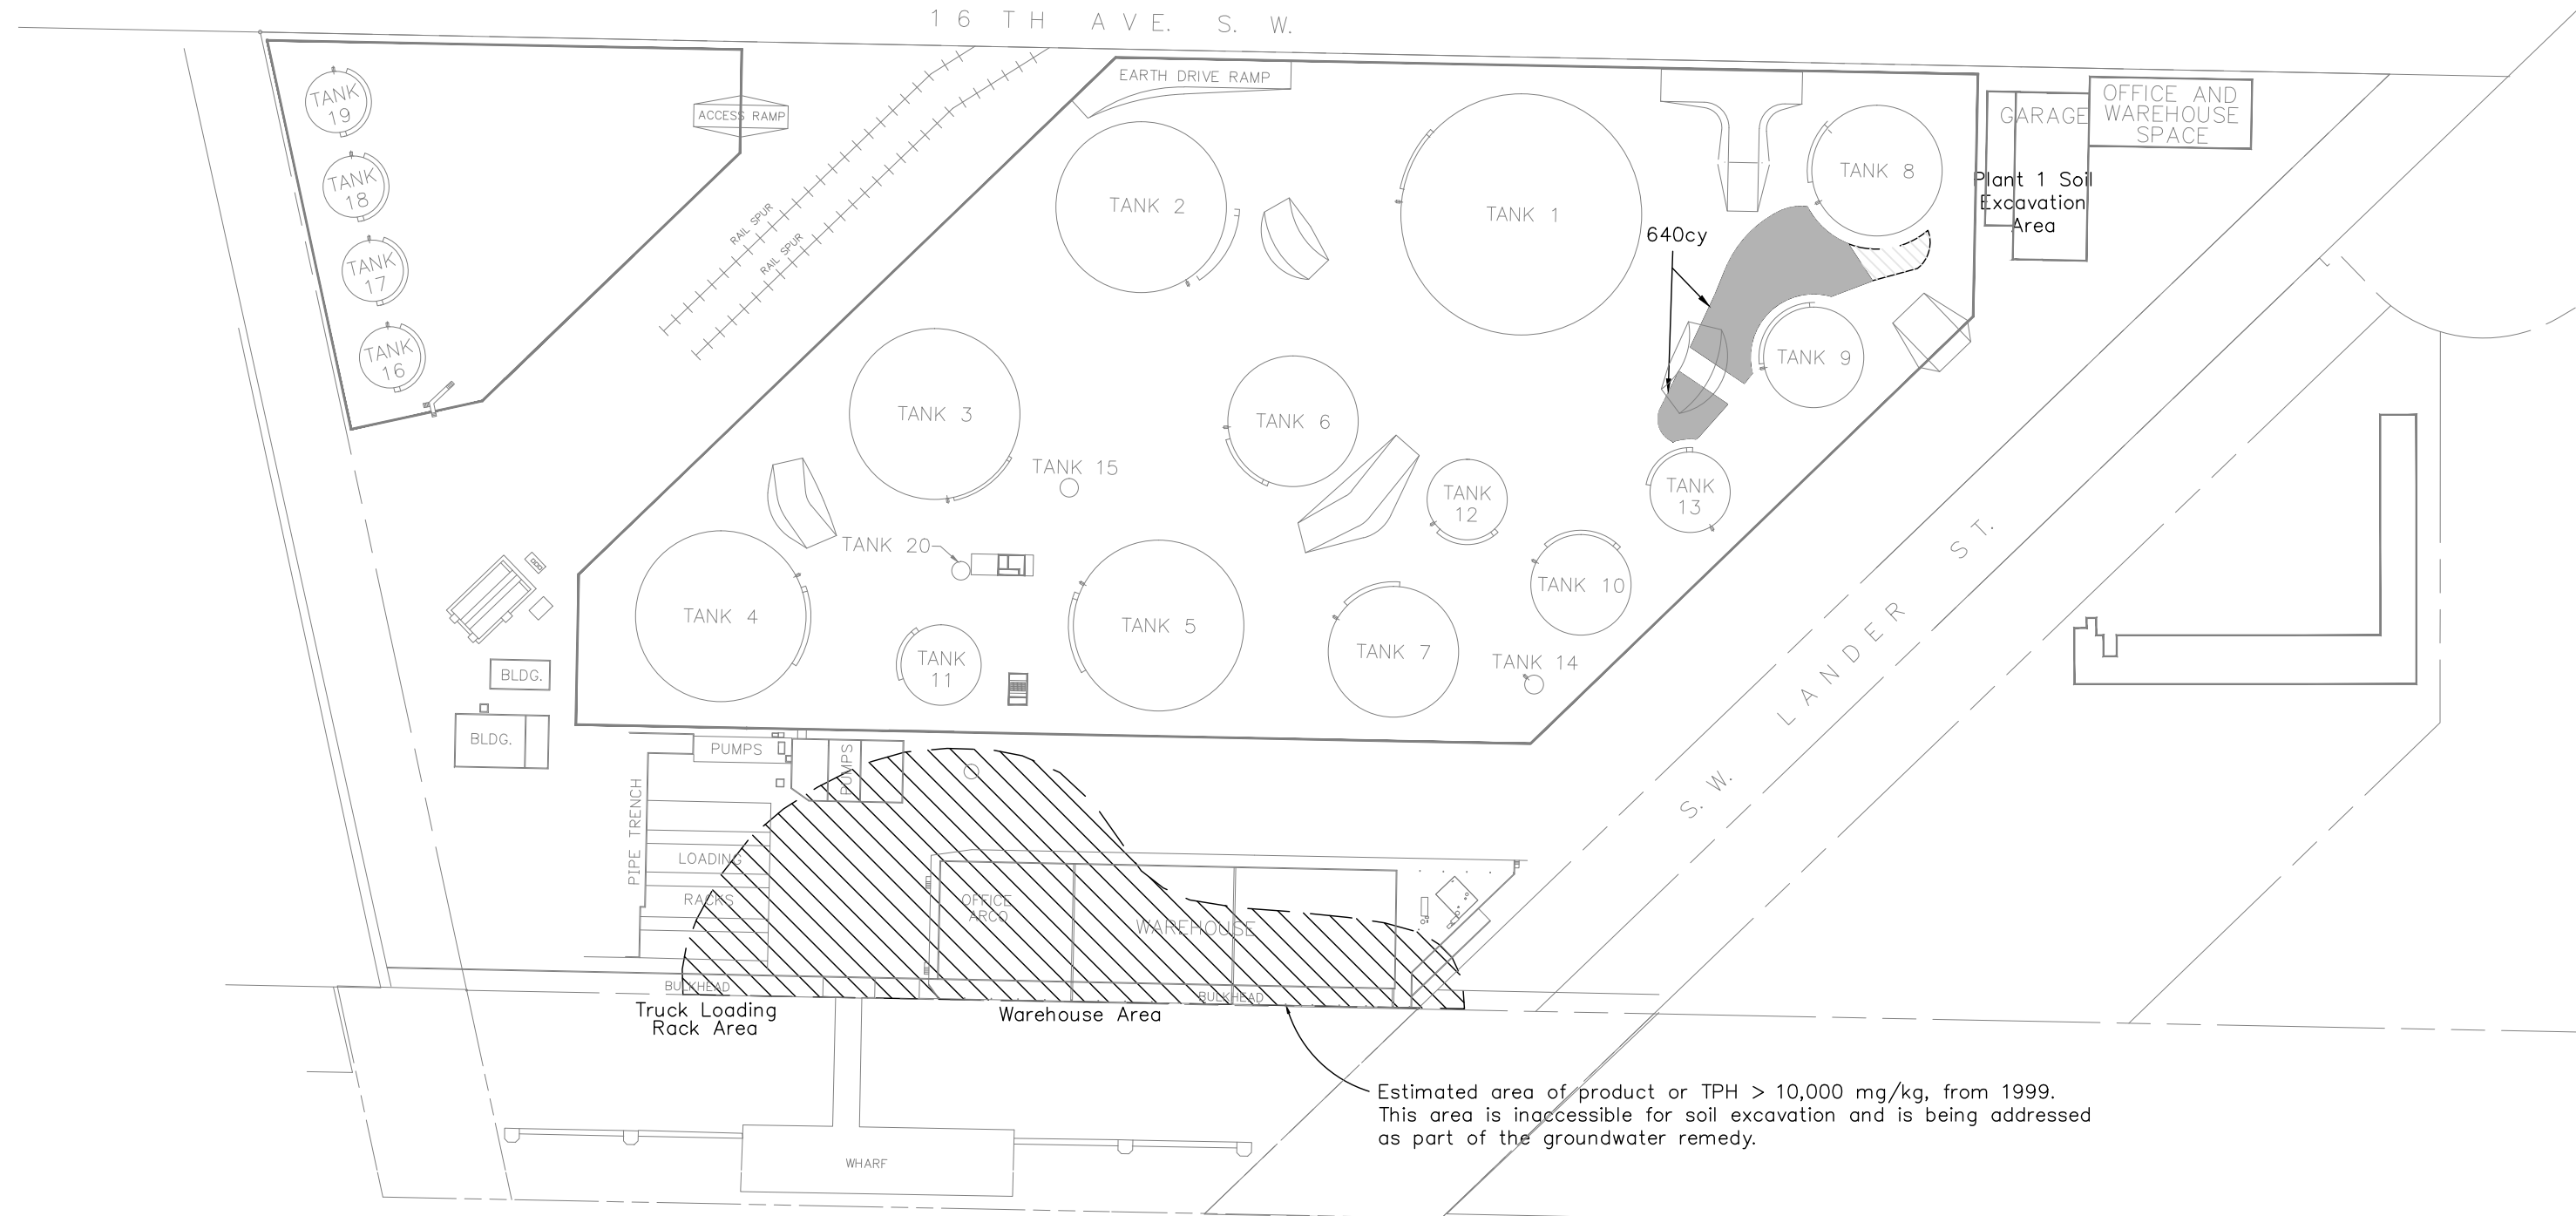 16 TH AVE. S. W.
EARTH DRIVE RAMP
OFFICE AND
WAREHOUSE
SPACE
GARAGE
TANK
19
ACCESS RAMP
TANK 8
Plant 1 Soil
Excavation
Area
TANK
18
TANK 2
TANK 1
RAIL SPUR
RAIL SPUR
640cy
TANK
17
TANK
16
TANK 9
TANK 3
TANK 6
TANK 15
TANK
12
TANK
13
TANK 20
TANK 10
TANK 4
TANK 5
TANK 7
TANK
11
TANK 14
S. W. LANDER ST.
BLDG.
BLDG.
PUMPS
PUMPS
PIPE TRENCH
LOADING
RACKS
OFFICE
ARCO
WAREHOUSE
BULKHEAD
BULKHEAD
Truck Loading
Rack Area
Warehouse Area
Estimated area of product or TPH > 10,000 mg/kg, from 1999.
This area is inaccessible for soil excavation and is being addressed
as part of the groundwater remedy.
WHARF